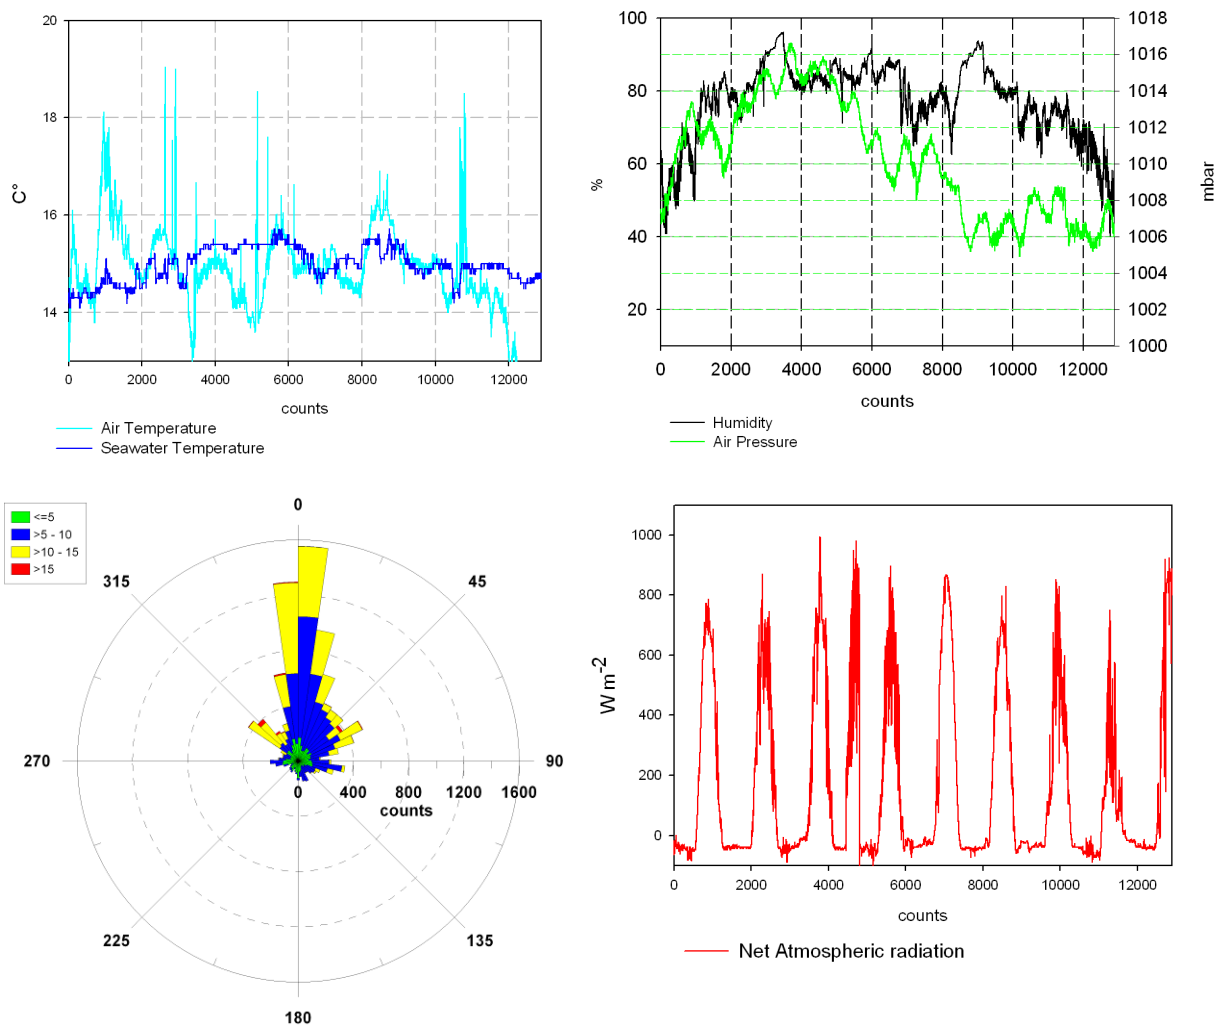 20
18
16
14
C°
0 2000 4000 6000 8000 10000 12000
counts
Air Temperature
Seawater Temperature
100
80
60
40
20
%
1018
1016
1014
1012
1010
1008
1006
1004
1002
1000
mbar
0 2000 4000 6000 8000 10000 12000
counts
Humidity
Air Pressure
<=5
>5 - 10
>10 - 15
>15
0
315 45
270 90
0 400 800 1200 1600
counts
225 135
180
1000
800
600
400
200
0
W m-2
0 2000 4000 6000 8000 10000 12000
counts
Net Atmospheric radiation